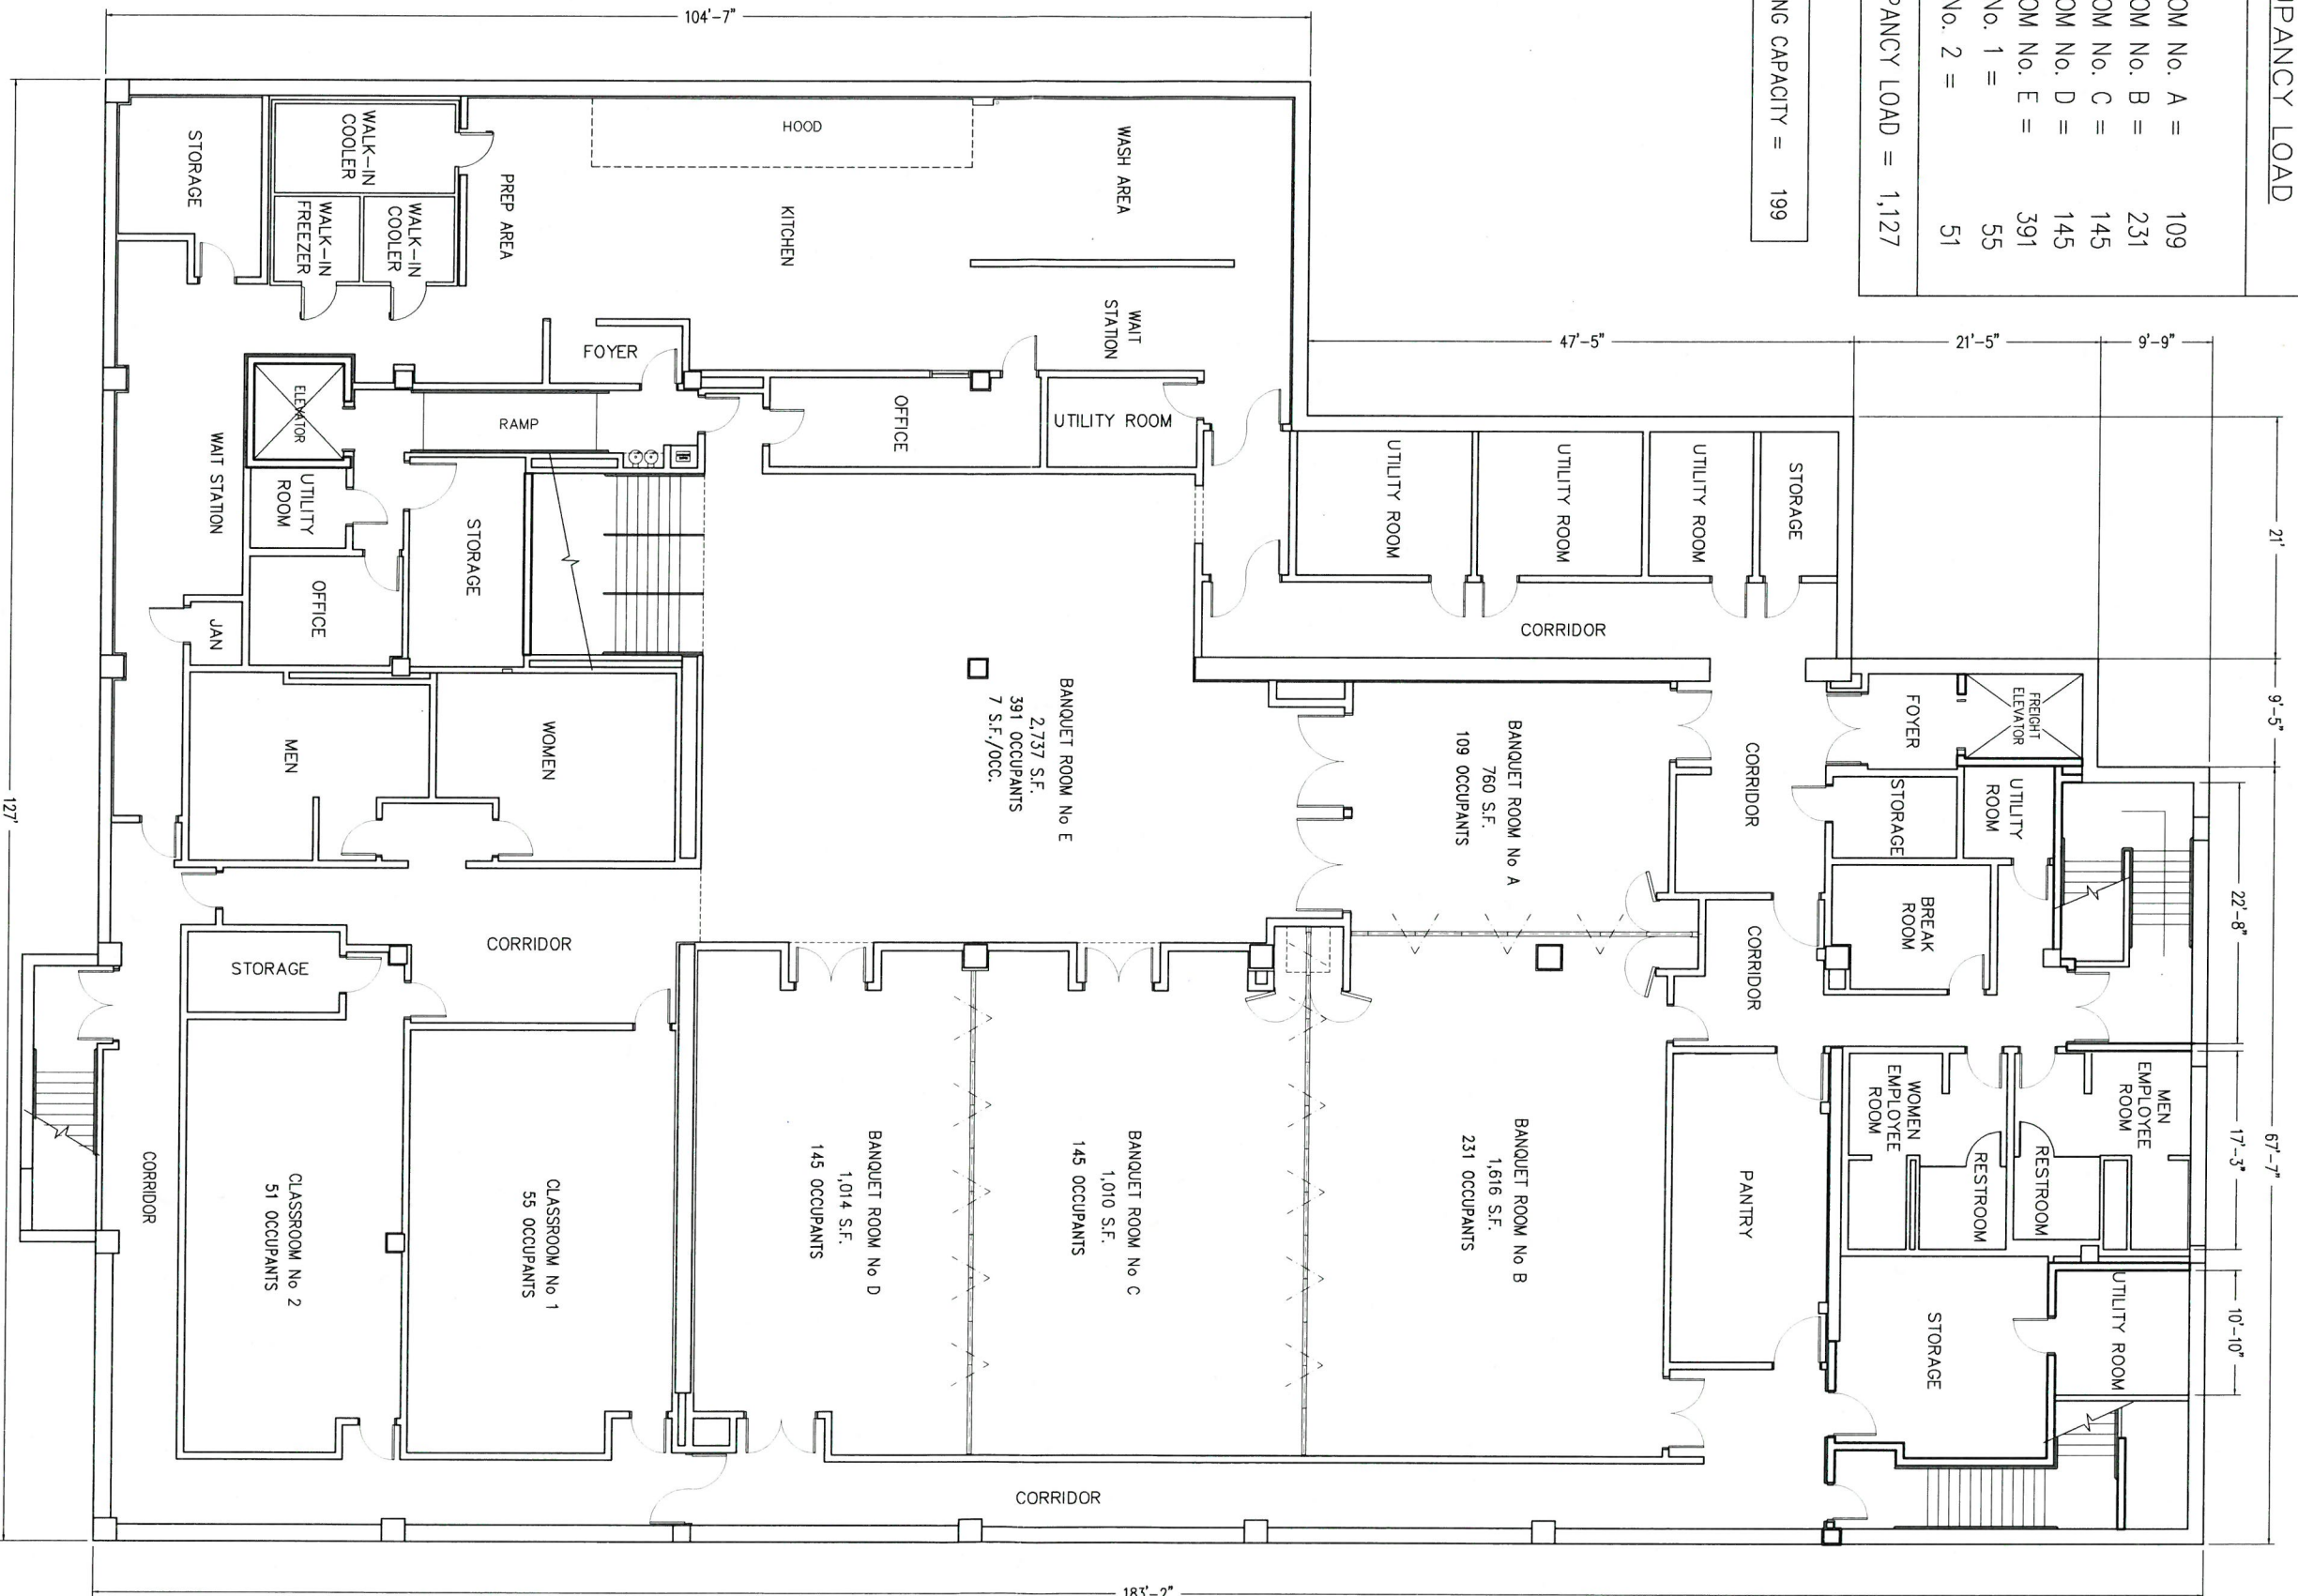 UPANCY LOAD
OM No. A = 109
OM No. B = 231
OM No. C = 145
OM No. D = 145
OM No. E = 391
No. 1 = 55
No. 2 = 51
PANCY LOAD = 1,127
NG CAPACITY = 199
104'-7"
47'-5"
21'-5"
9'-9"
21'
9'-5"
67'-7"
22'-8"
17'-3"
10'-10"
127'
183'-2"
STORAGE
WALK-IN
COOLER
WALK-IN
FREEZER
WALK-IN
COOLER
PREP AREA
HOOD
KITCHEN
WASH AREA
WAIT
STATION
FOYER
ELEVATOR
RAMP
OFFICE
UTILITY ROOM
WAIT STATION
UTILITY
ROOM
STORAGE
OFFICE
JAN
MEN
WOMEN
UTILITY ROOM
UTILITY ROOM
UTILITY ROOM
STORAGE
CORRIDOR
BANQUET ROOM No E
2,737 S.F.
391 OCCUPANTS
7 S.F./OCC.
BANQUET ROOM No A
760 S.F.
109 OCCUPANTS
CORRIDOR
FOYER
FREIGHT
ELEVATOR
STORAGE
UTILITY
ROOM
BREAK
ROOM
CORRIDOR
CORRIDOR
STORAGE
CORRIDOR
CLASSROOM No 2
51 OCCUPANTS
CLASSROOM No 1
55 OCCUPANTS
BANQUET ROOM No D
1,014 S.F.
145 OCCUPANTS
BANQUET ROOM No C
1,010 S.F.
145 OCCUPANTS
BANQUET ROOM No B
1,616 S.F.
231 OCCUPANTS
PANTRY
WOMEN
EMPLOYEE
ROOM
RESTROOM
MEN
EMPLOYEE
ROOM
RESTROOM
STORAGE
UTILITY ROOM
CORRIDOR